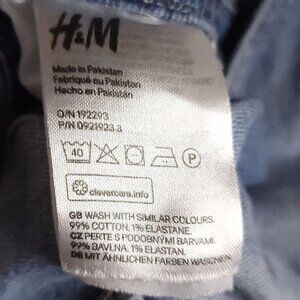 H&M
Made in Pakistan
Fabriqué au Pakistan
Hecho en Pakistán
O/N 192293
P/N 0921923 3
40 P
clevercare.info
GB WASH WITH SIMILAR COLOURS.
99% COTTON. 1% ELASTANE.
CZ PERTE S PODOBNÝMI BARVAMI.
99% BAVLNA. 1% ELASTAN.
DE MIT ÄHNLICHEN FARBEN WASCHEN.